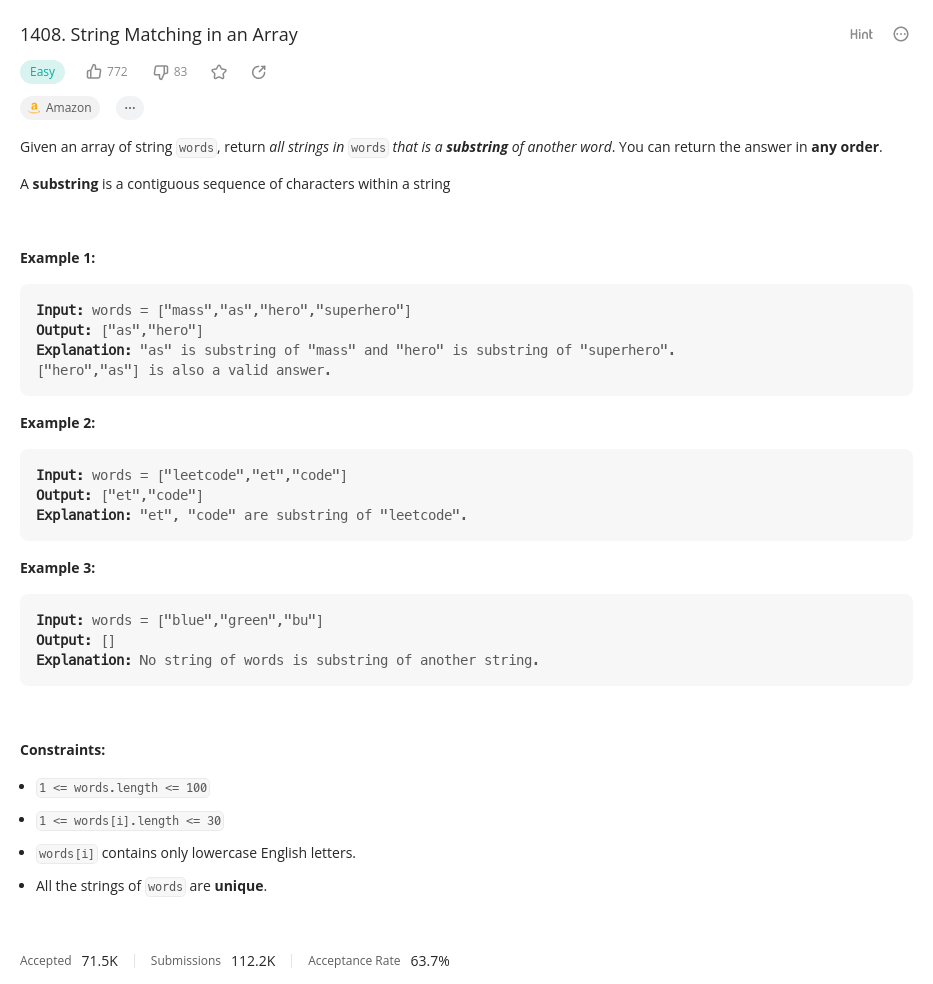 1408. String Matching in an Array
Hint
Easy 772 83
a Amazon ...
Given an array of string words, return all strings in words that is a substring of another word. You can return the answer in any order.
A substring is a contiguous sequence of characters within a string
Example 1:
Input: words = ["mass","as","hero","superhero"]
Output: ["as","hero"]
Explanation: "as" is substring of "mass" and "hero" is substring of "superhero".
["hero","as"] is also a valid answer.
Example 2:
Input: words = ["leetcode","et","code"]
Output: ["et","code"]
Explanation: "et", "code" are substring of "leetcode".
Example 3:
Input: words = ["blue","green","bu"]
Output: []
Explanation: No string of words is substring of another string.
Constraints:
• 1 <= words.length <= 100
• 1 <= words[i].length <= 30
• words[i] contains only lowercase English letters.
• All the strings of words are unique.
Accepted 71.5K Submissions 112.2K Acceptance Rate 63.7%